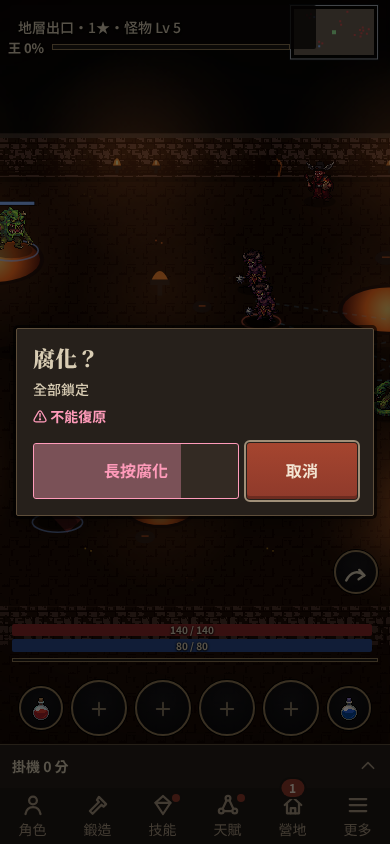 地層出口・1★・怪物 Lv 5
王 0%
腐化？
全部鎖定
不能復原
長按腐化
取消
140 / 140
80 / 80
掛機 0 分
1
角色
鍛造
技能
天賦
營地
更多